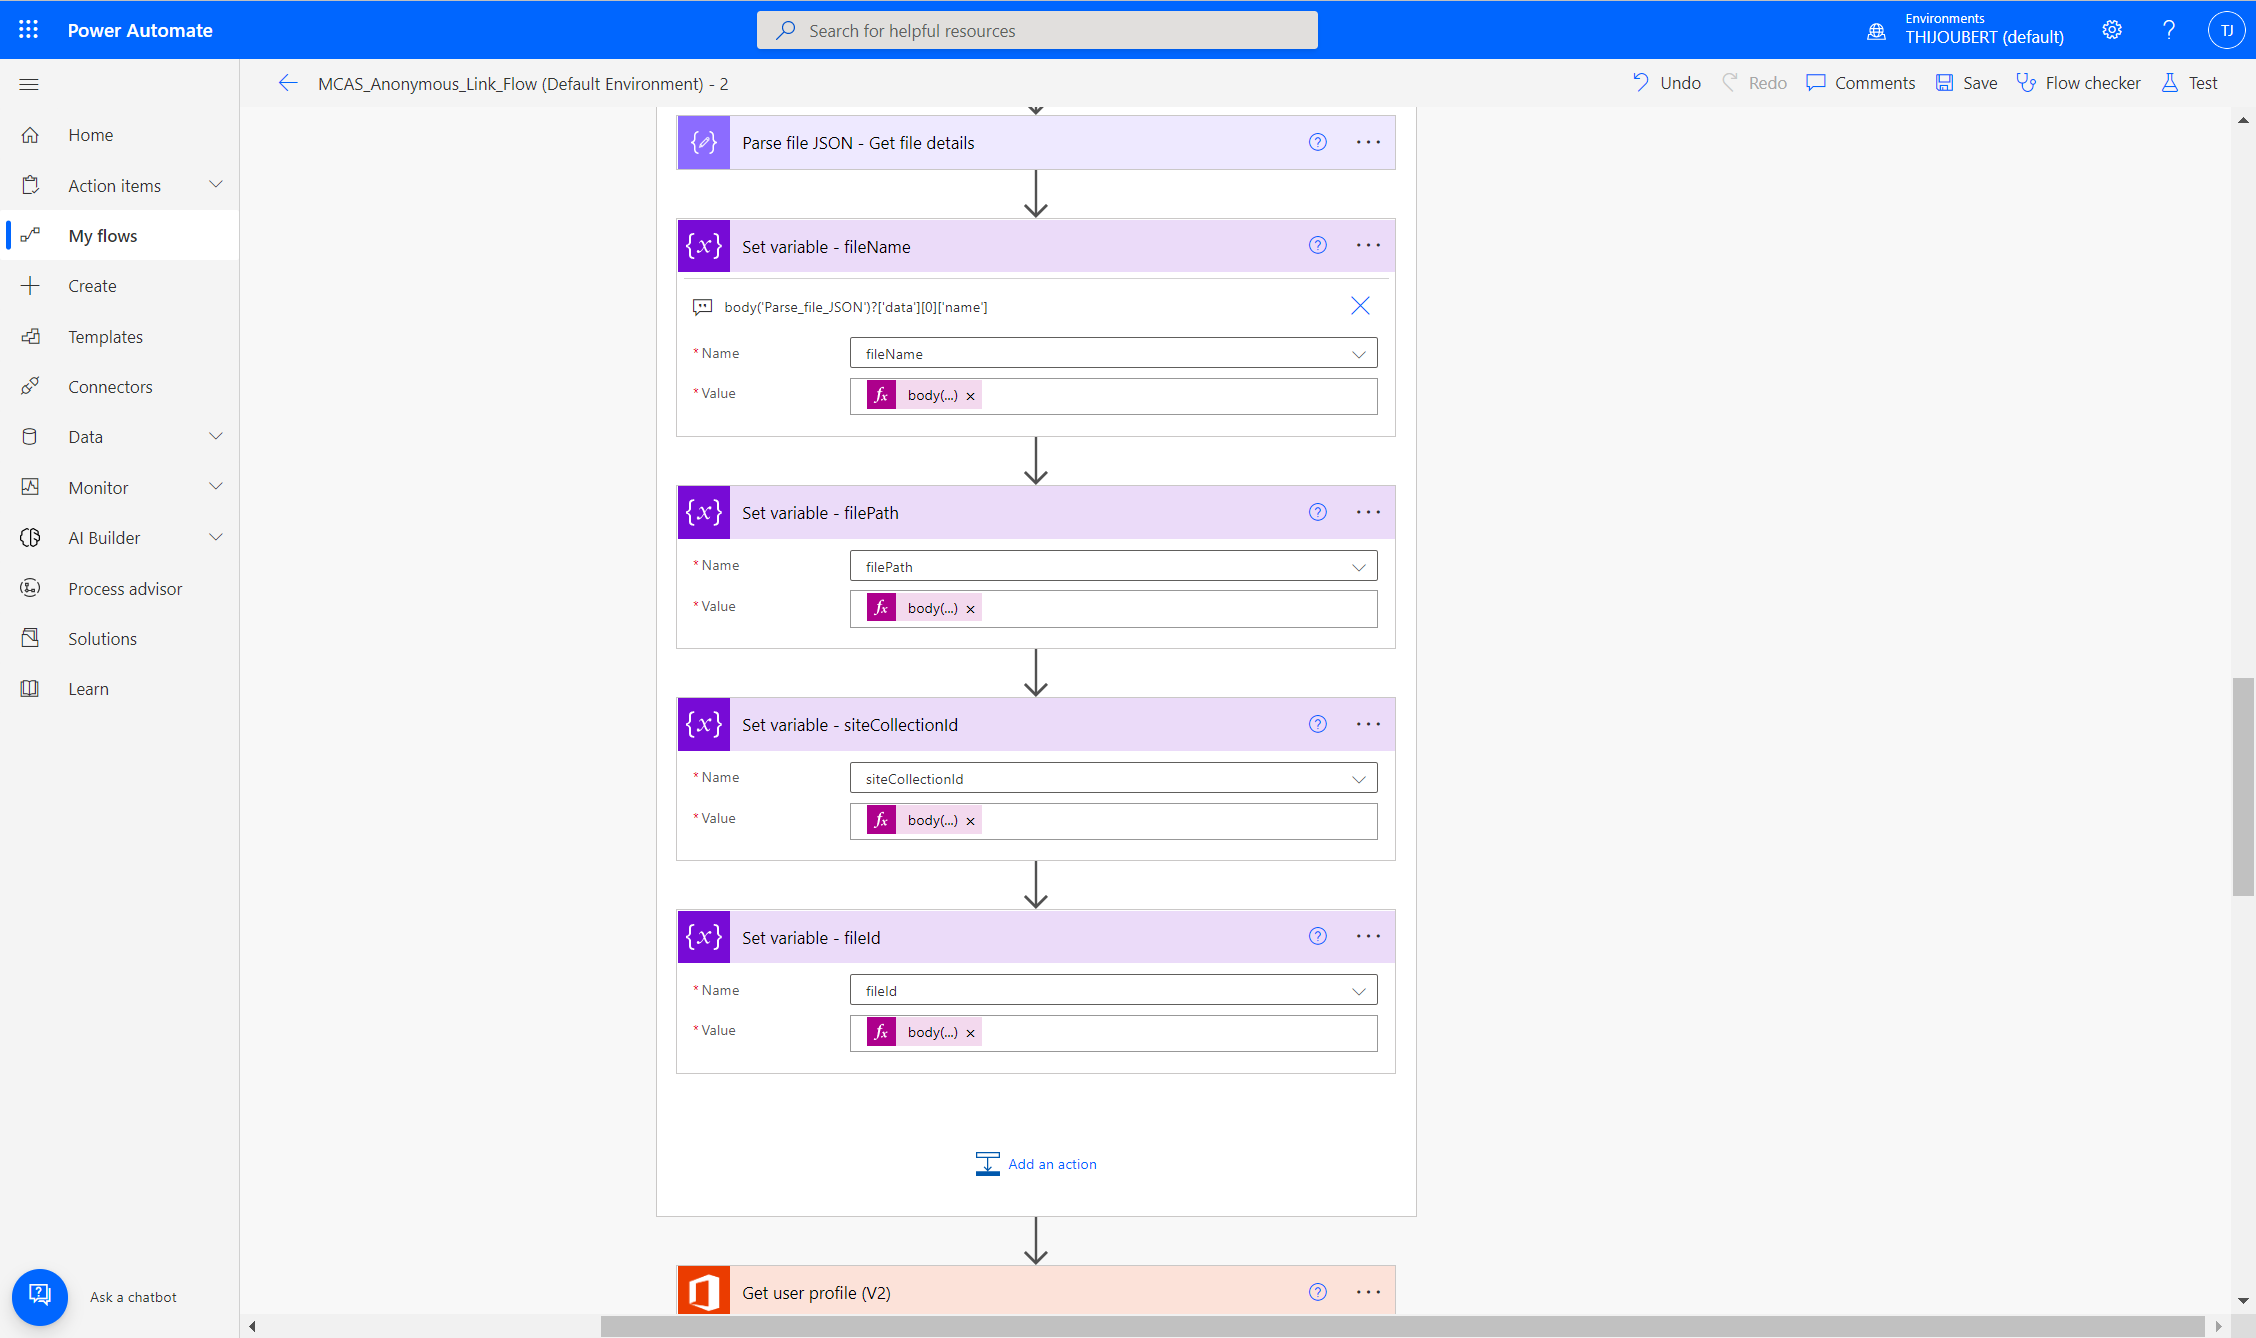 Power Automate
Search for helpful resources
Environments
THIJOUBERT (default)
TJ
MCAS_Anonymous_Link_Flow (Default Environment) - 2
Undo
Redo
Comments
Save
Flow checker
Test
Home
Action items
My flows
Create
Templates
Connectors
Data
Monitor
AI Builder
Process advisor
Solutions
Learn
Ask a chatbot
Parse file JSON - Get file details
{x} Set variable - fileName
body('Parse_file_JSON')?['data'][0]['name']
* Name fileName
* Value fx body(...) ×
{x} Set variable - filePath
* Name filePath
* Value fx body(...) ×
{x} Set variable - siteCollectionId
* Name siteCollectionId
* Value fx body(...) ×
{x} Set variable - fileId
* Name fileId
* Value fx body(...) ×
Add an action
Get user profile (V2)